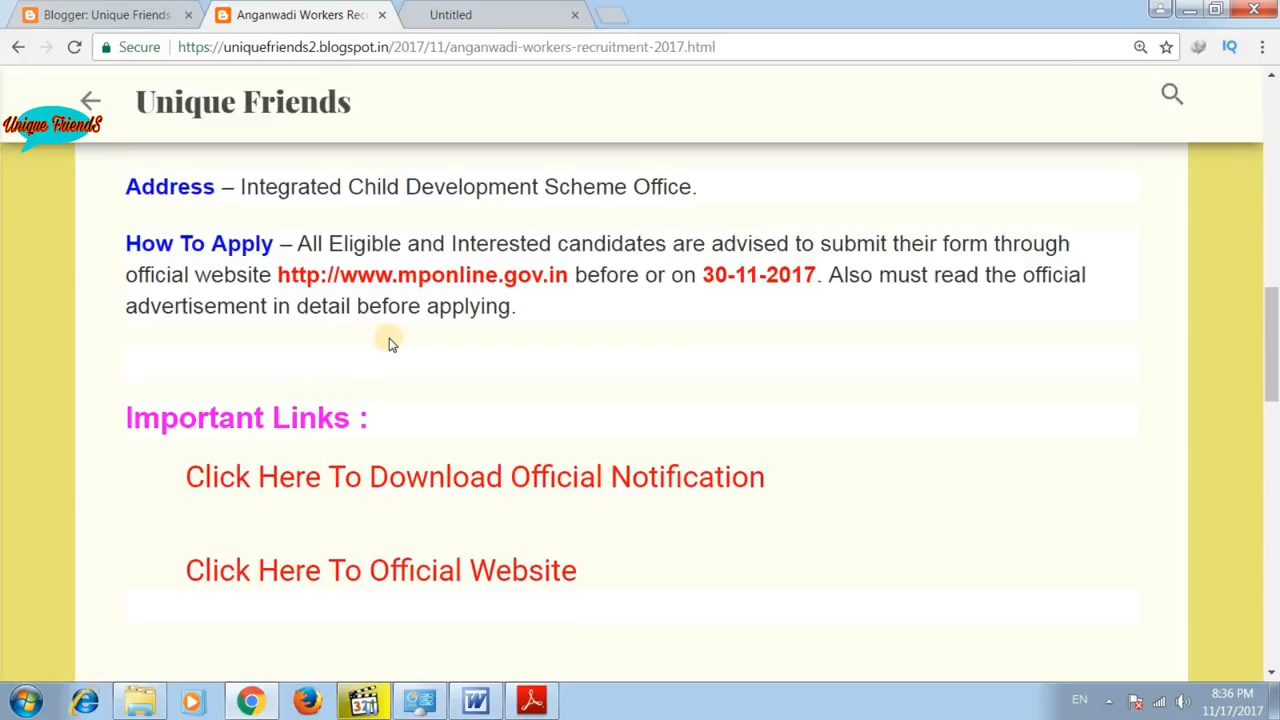 Blogger: Unique Friends
Anganwadi Workers Rec
Untitled
Secure
https://uniquefriends2.blogspot.in/2017/11/anganwadi-workers-recruitment-2017.html
IQ
Unique FriendS
Unique Friends
Address – Integrated Child Development Scheme Office.
How To Apply – All Eligible and Interested candidates are advised to submit their form through
official website http://www.mponline.gov.in before or on 30-11-2017. Also must read the official
advertisement in detail before applying.
Important Links :
Click Here To Download Official Notification
Click Here To Official Website
321
EN
8:36 PM
11/17/2017